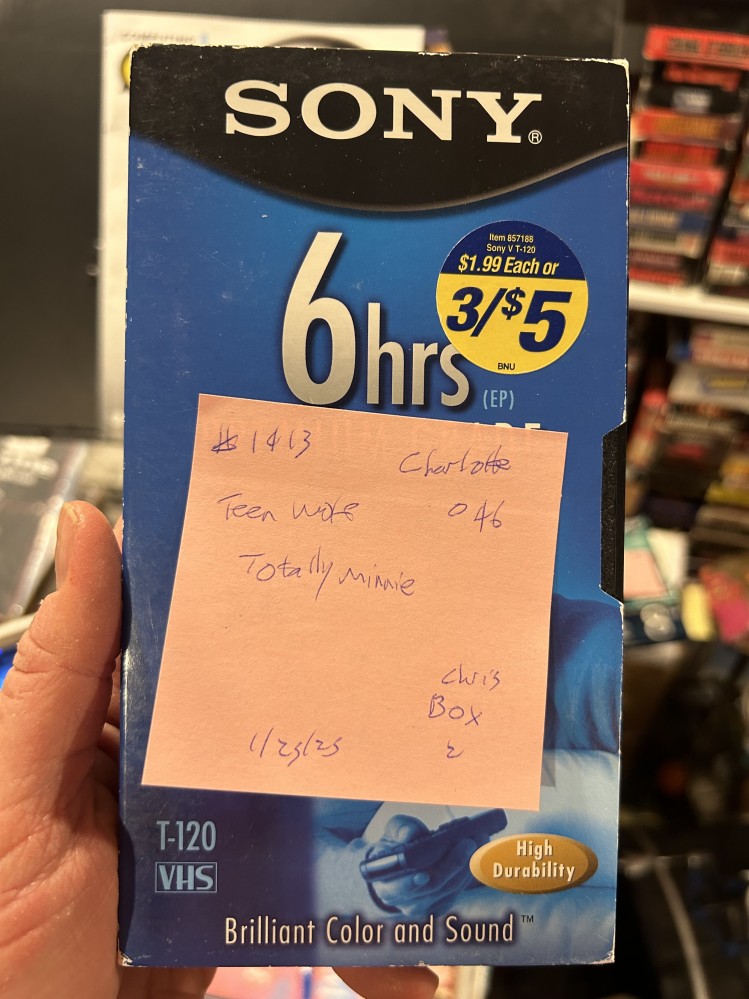 SONY®
6hrs (EP)
Item 857188
Sony V T-120
$1.99 Each or
3/$5
BNU
#1413
Charlotte
Teen Wolf
046
Totally Minnie
Chris
Box
2
1/23/25
T-120
VHS
High
Durability
Brilliant Color and Sound™